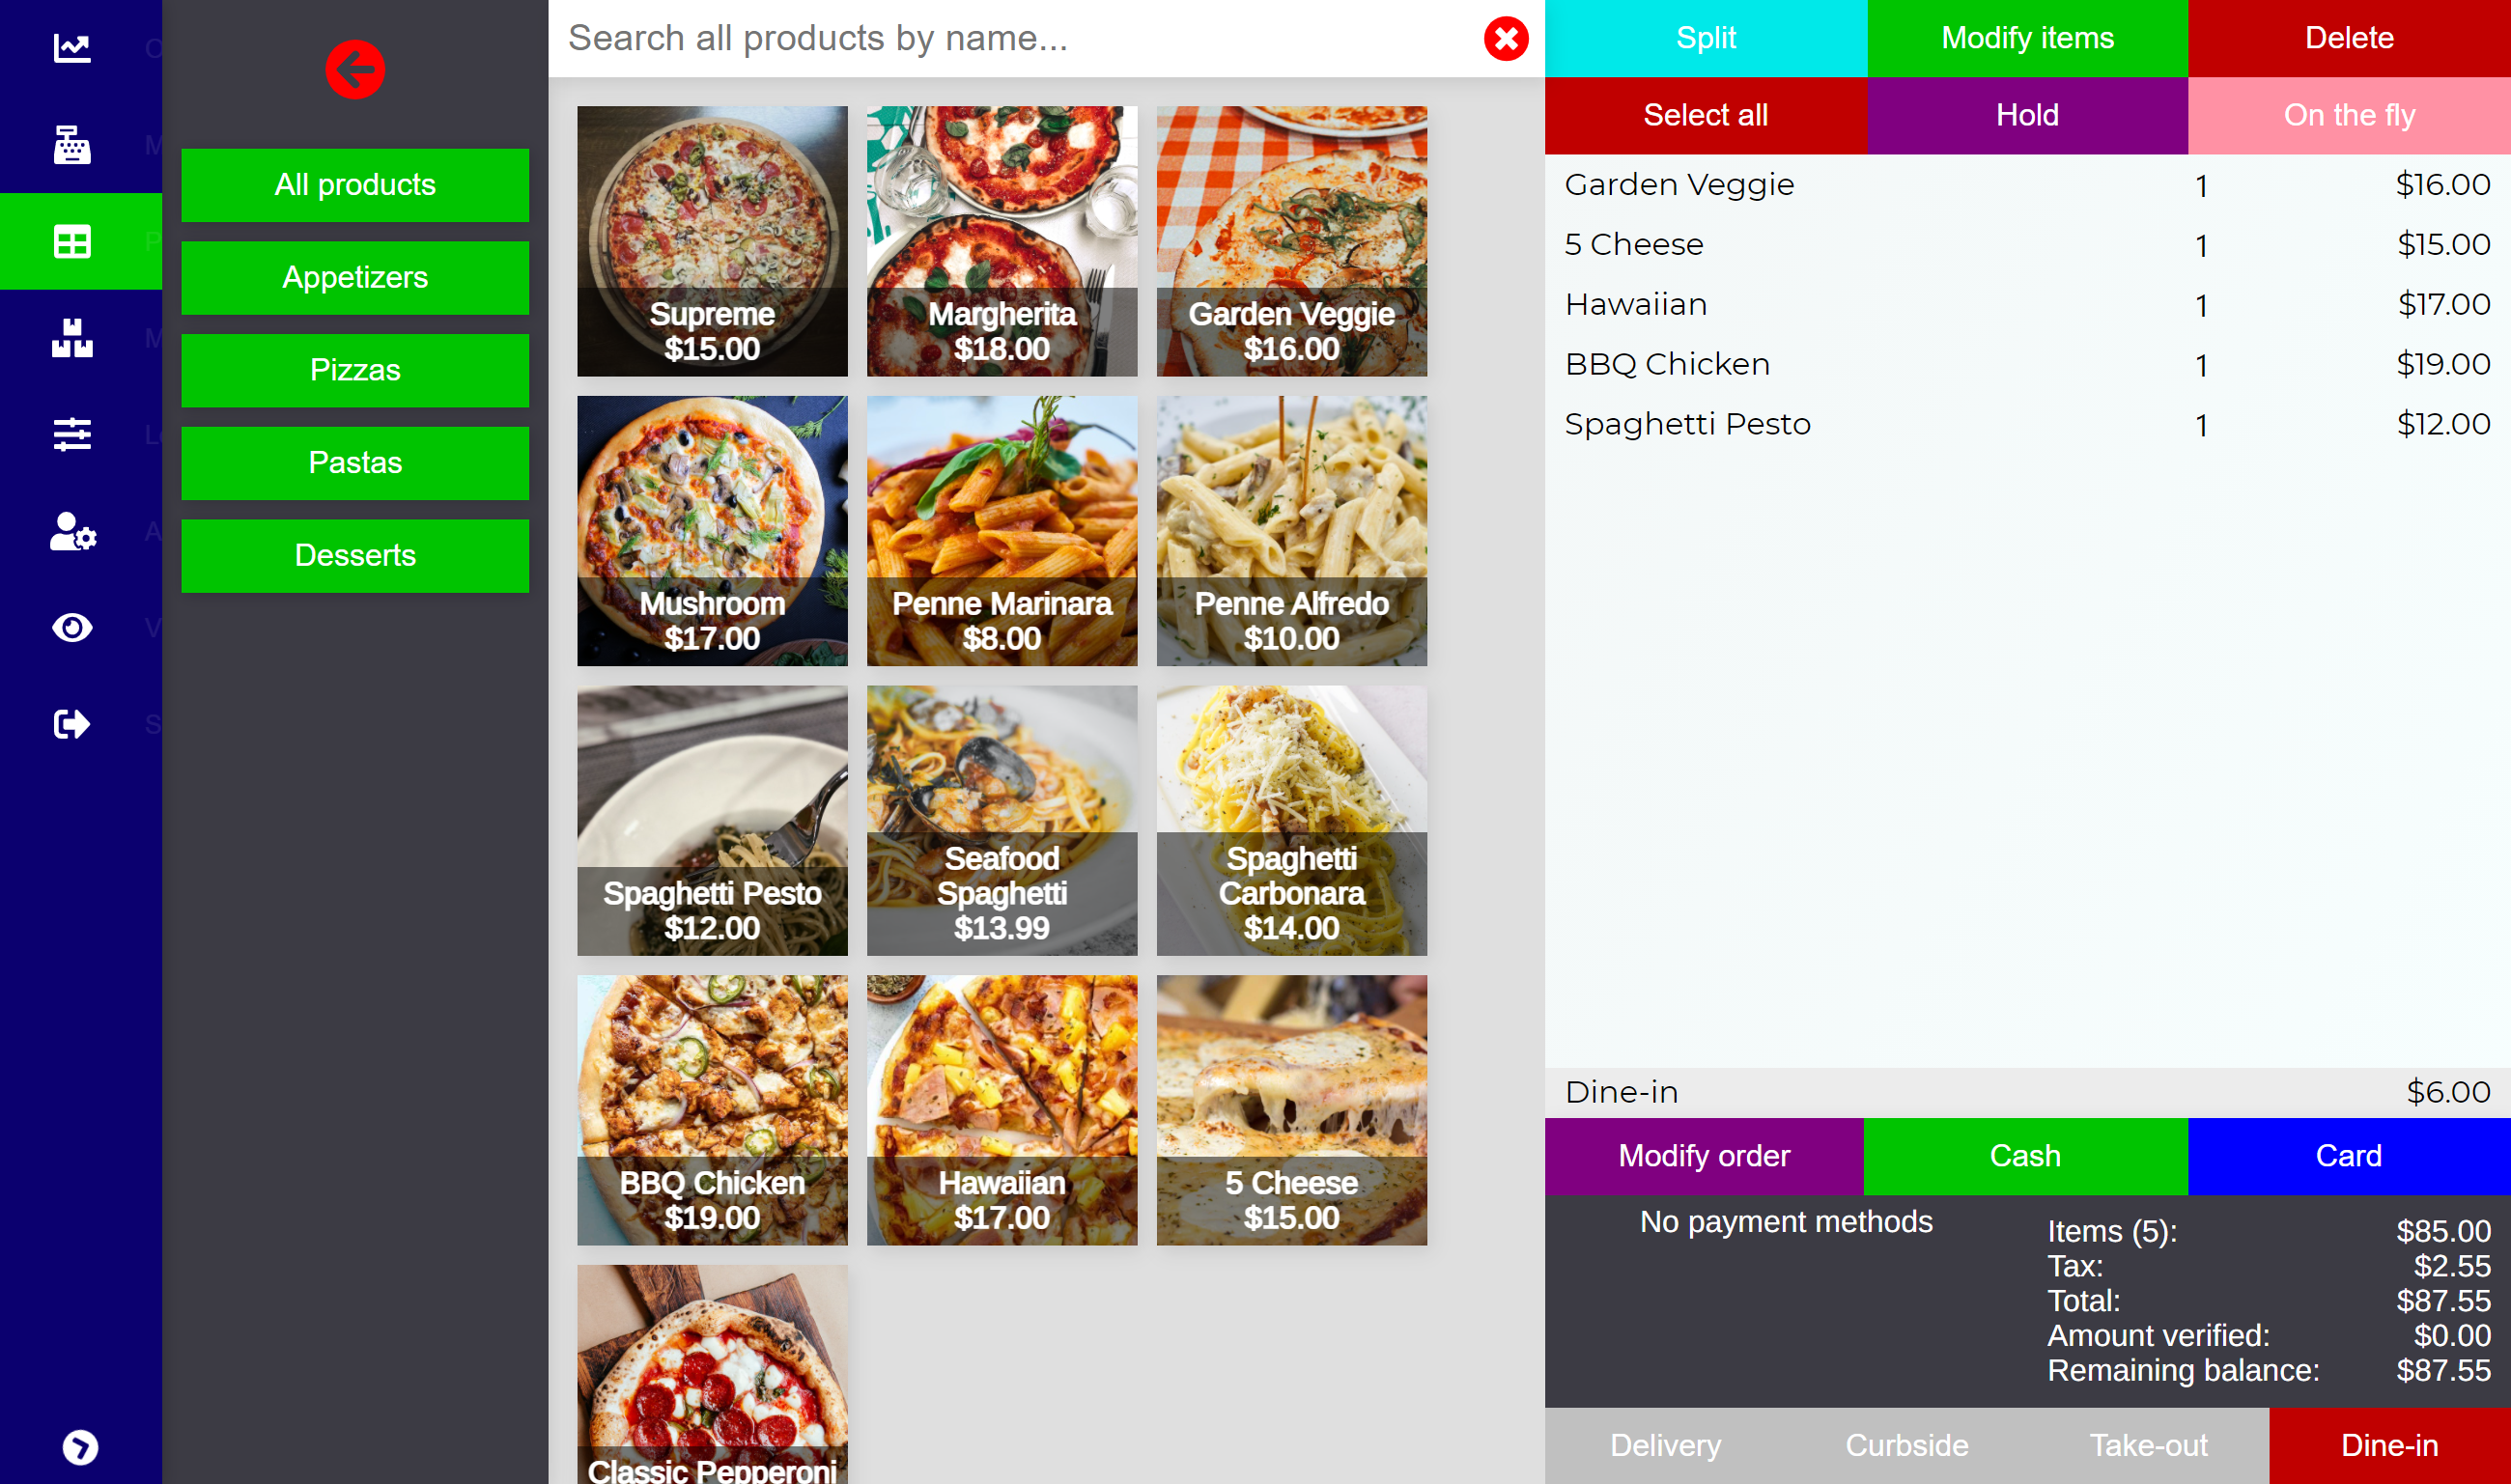 All products
Appetizers
Pizzas
Pastas
Desserts
Search all products by name...
Supreme
$15.00
Margherita
$18.00
Garden Veggie
$16.00
Mushroom
$17.00
Penne Marinara
$8.00
Penne Alfredo
$10.00
Spaghetti Pesto
$12.00
Seafood
Spaghetti
$13.99
Spaghetti
Carbonara
$14.00
BBQ Chicken
$19.00
Hawaiian
$17.00
5 Cheese
$15.00
Classic Pepperoni
Split Modify items Delete
Select all Hold On the fly
Garden Veggie 1 $16.00
5 Cheese 1 $15.00
Hawaiian 1 $17.00
BBQ Chicken 1 $19.00
Spaghetti Pesto 1 $12.00
Dine-in $6.00
Modify order Cash Card
No payment methods
Items (5): $85.00
Tax: $2.55
Total: $87.55
Amount verified: $0.00
Remaining balance: $87.55
Delivery Curbside Take-out Dine-in